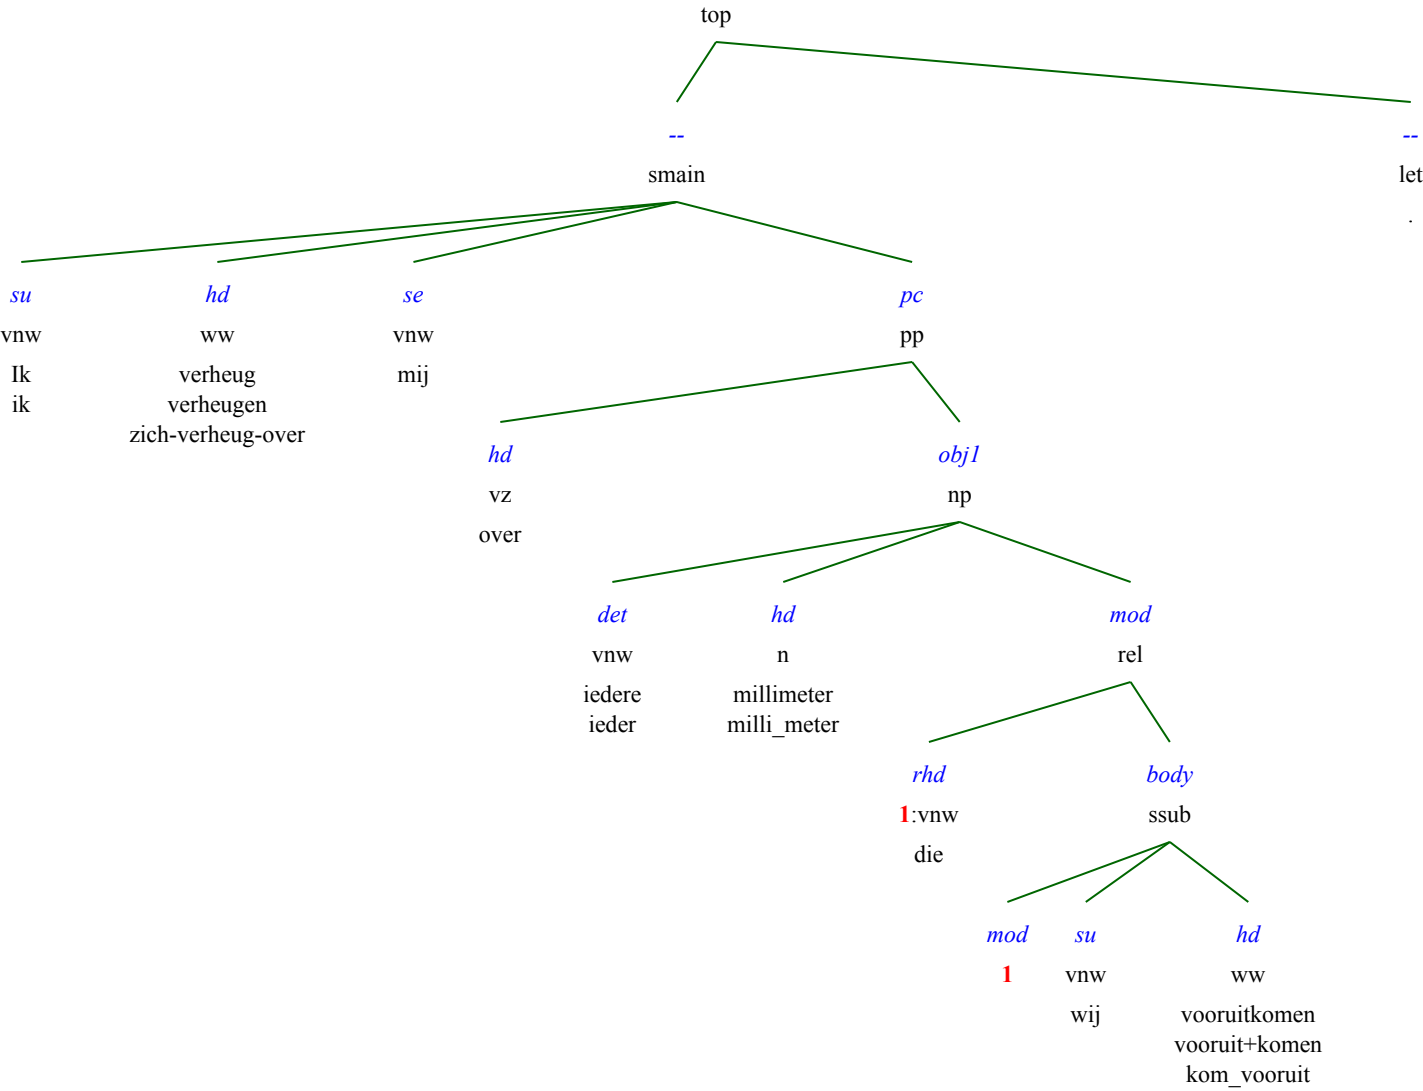 top
-- --
smain let
.
su hd se pc
vnw ww vnw pp
Ik verheug mij
ik verheugen
zich-verheug-over
hd obj1
vz np
over
det hd mod
vnw n rel
iedere millimeter
ieder milli_meter
rhd body
1:vnw ssub
die
mod su hd
1 vnw ww
wij vooruitkomen
vooruit+komen
kom_vooruit